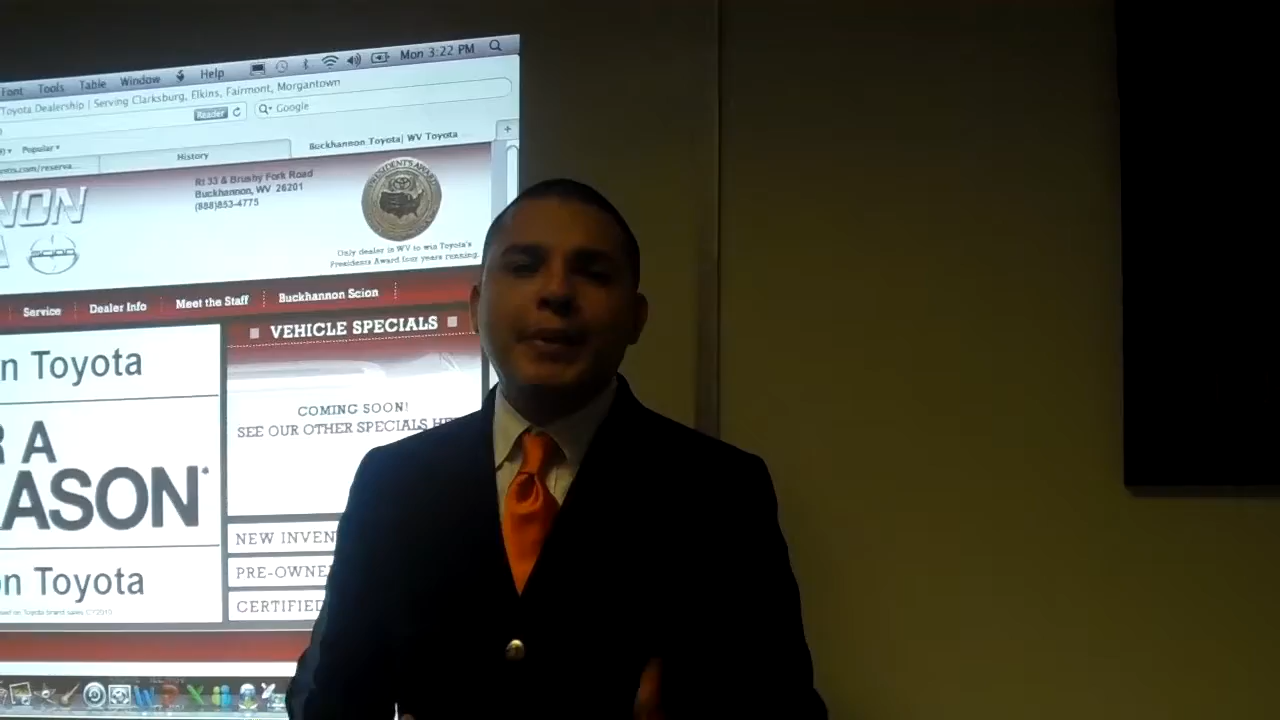 Font Tools Table Window Help Mon 3:22 PM
Toyota Dealership | Serving Clarksburg, Elkins, Fairmont, Morgantown
Reader Google
Popular
History
Buckhannon Toyota| WV Toyota
NON
scion
Rt 33 & Brushy Fork Road
Buckhannon, WV 26201
(888)853-4775
Only dealer in WV to win Toyota's
Presidents Award four years running.
Service Dealer Info Meet the Staff Buckhannon Scion
n Toyota
R A
ASON*
on Toyota
VEHICLE SPECIALS
COMING SOON!
SEE OUR OTHER SPECIALS
NEW INVEN
PRE-OWNE
CERTIFIED